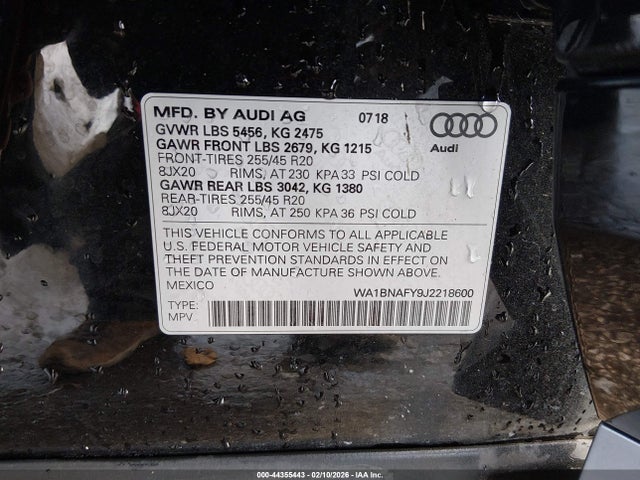 MFD. BY AUDI AG 07 18
GVWR LBS 5456, KG 2475
GAWR FRONT LBS 2679, KG 1215
FRONT-TIRES 255/45 R20
8JX20 RIMS, AT 230 KPA 33 PSI COLD
GAWR REAR LBS 3042, KG 1380
REAR-TIRES 255/45 R20
8JX20 RIMS, AT 250 KPA 36 PSI COLD
Audi
THIS VEHICLE CONFORMS TO ALL APPLICABLE
U.S. FEDERAL MOTOR VEHICLE SAFETY AND
THEFT PREVENTION STANDARDS IN EFFECT ON
THE DATE OF MANUFACTURE SHOWN ABOVE.
MEXICO WA1BNAFY9J2218600
TYPE:
MPV
000-44355443 - 02/10/2026 - IAA Inc.